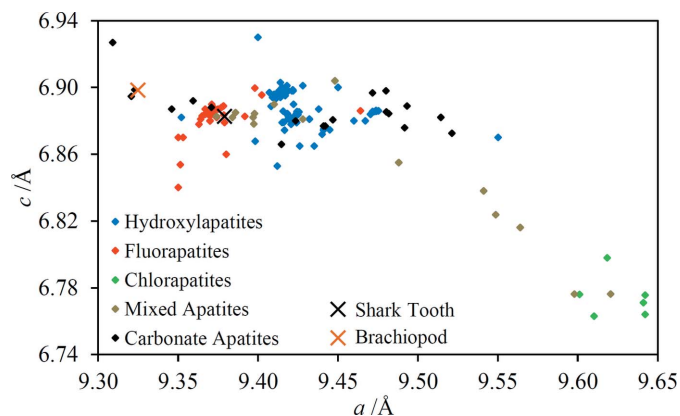 6.94
6.90
6.86
c /Å
6.82
6.78
6.74
Hydroxylapatites
Fluorapatites
Chlorapatites
Mixed Apatites
Carbonate Apatites
Shark Tooth
Brachiopod
9.30 9.35 9.40 9.45 9.50 9.55 9.60 9.65
a /Å